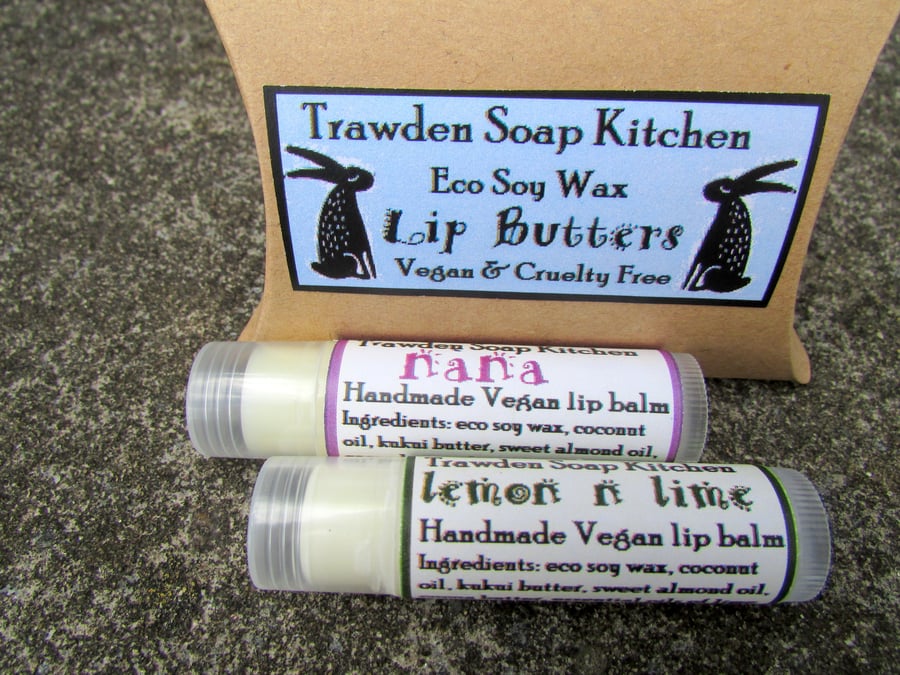 Trawden Soap Kitchen
Eco Soy Wax
Lip Butters
Vegan & Cruelty Free
Trawden Soap Kitchen
nana
Handmade Vegan lip balm
Ingredients: eco soy wax, coconut
oil, kukui butter, sweet almond oil,
Trawden Soap Kitchen
lemon n lime
Handmade Vegan lip balm
Ingredients: eco soy wax, coconut
oil, kukui butter, sweet almond oil,